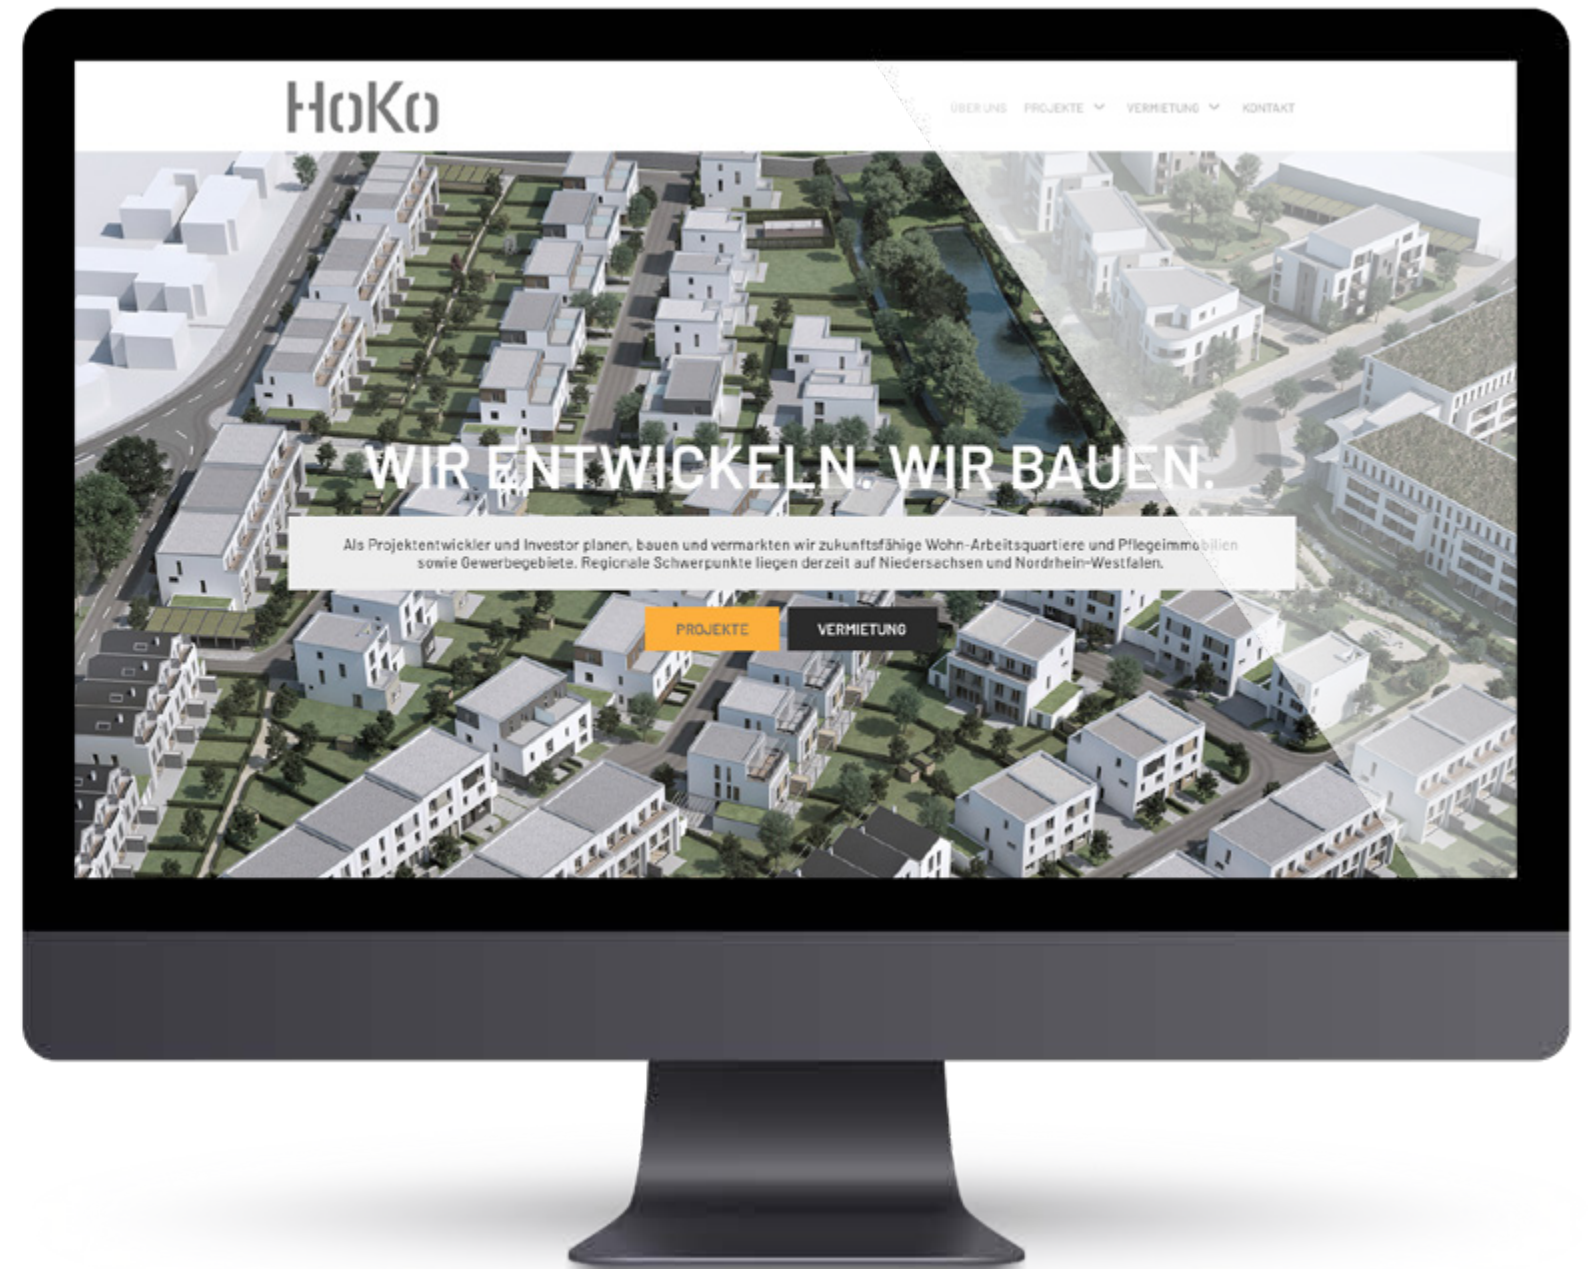 HoKo
ÜBER UNS PROJEKTE VERMIETUNG KONTAKT
WIR ENTWICKELN. WIR BAUEN.
Als Projektentwickler und Investor planen, bauen und vermarkten wir zukunftsfähige Wohn-Arbeitsquartiere und Pflegeimmobilien
sowie Gewerbegebiete. Regionale Schwerpunkte liegen derzeit auf Niedersachsen und Nordrhein-Westfalen.
PROJEKTE VERMIETUNG